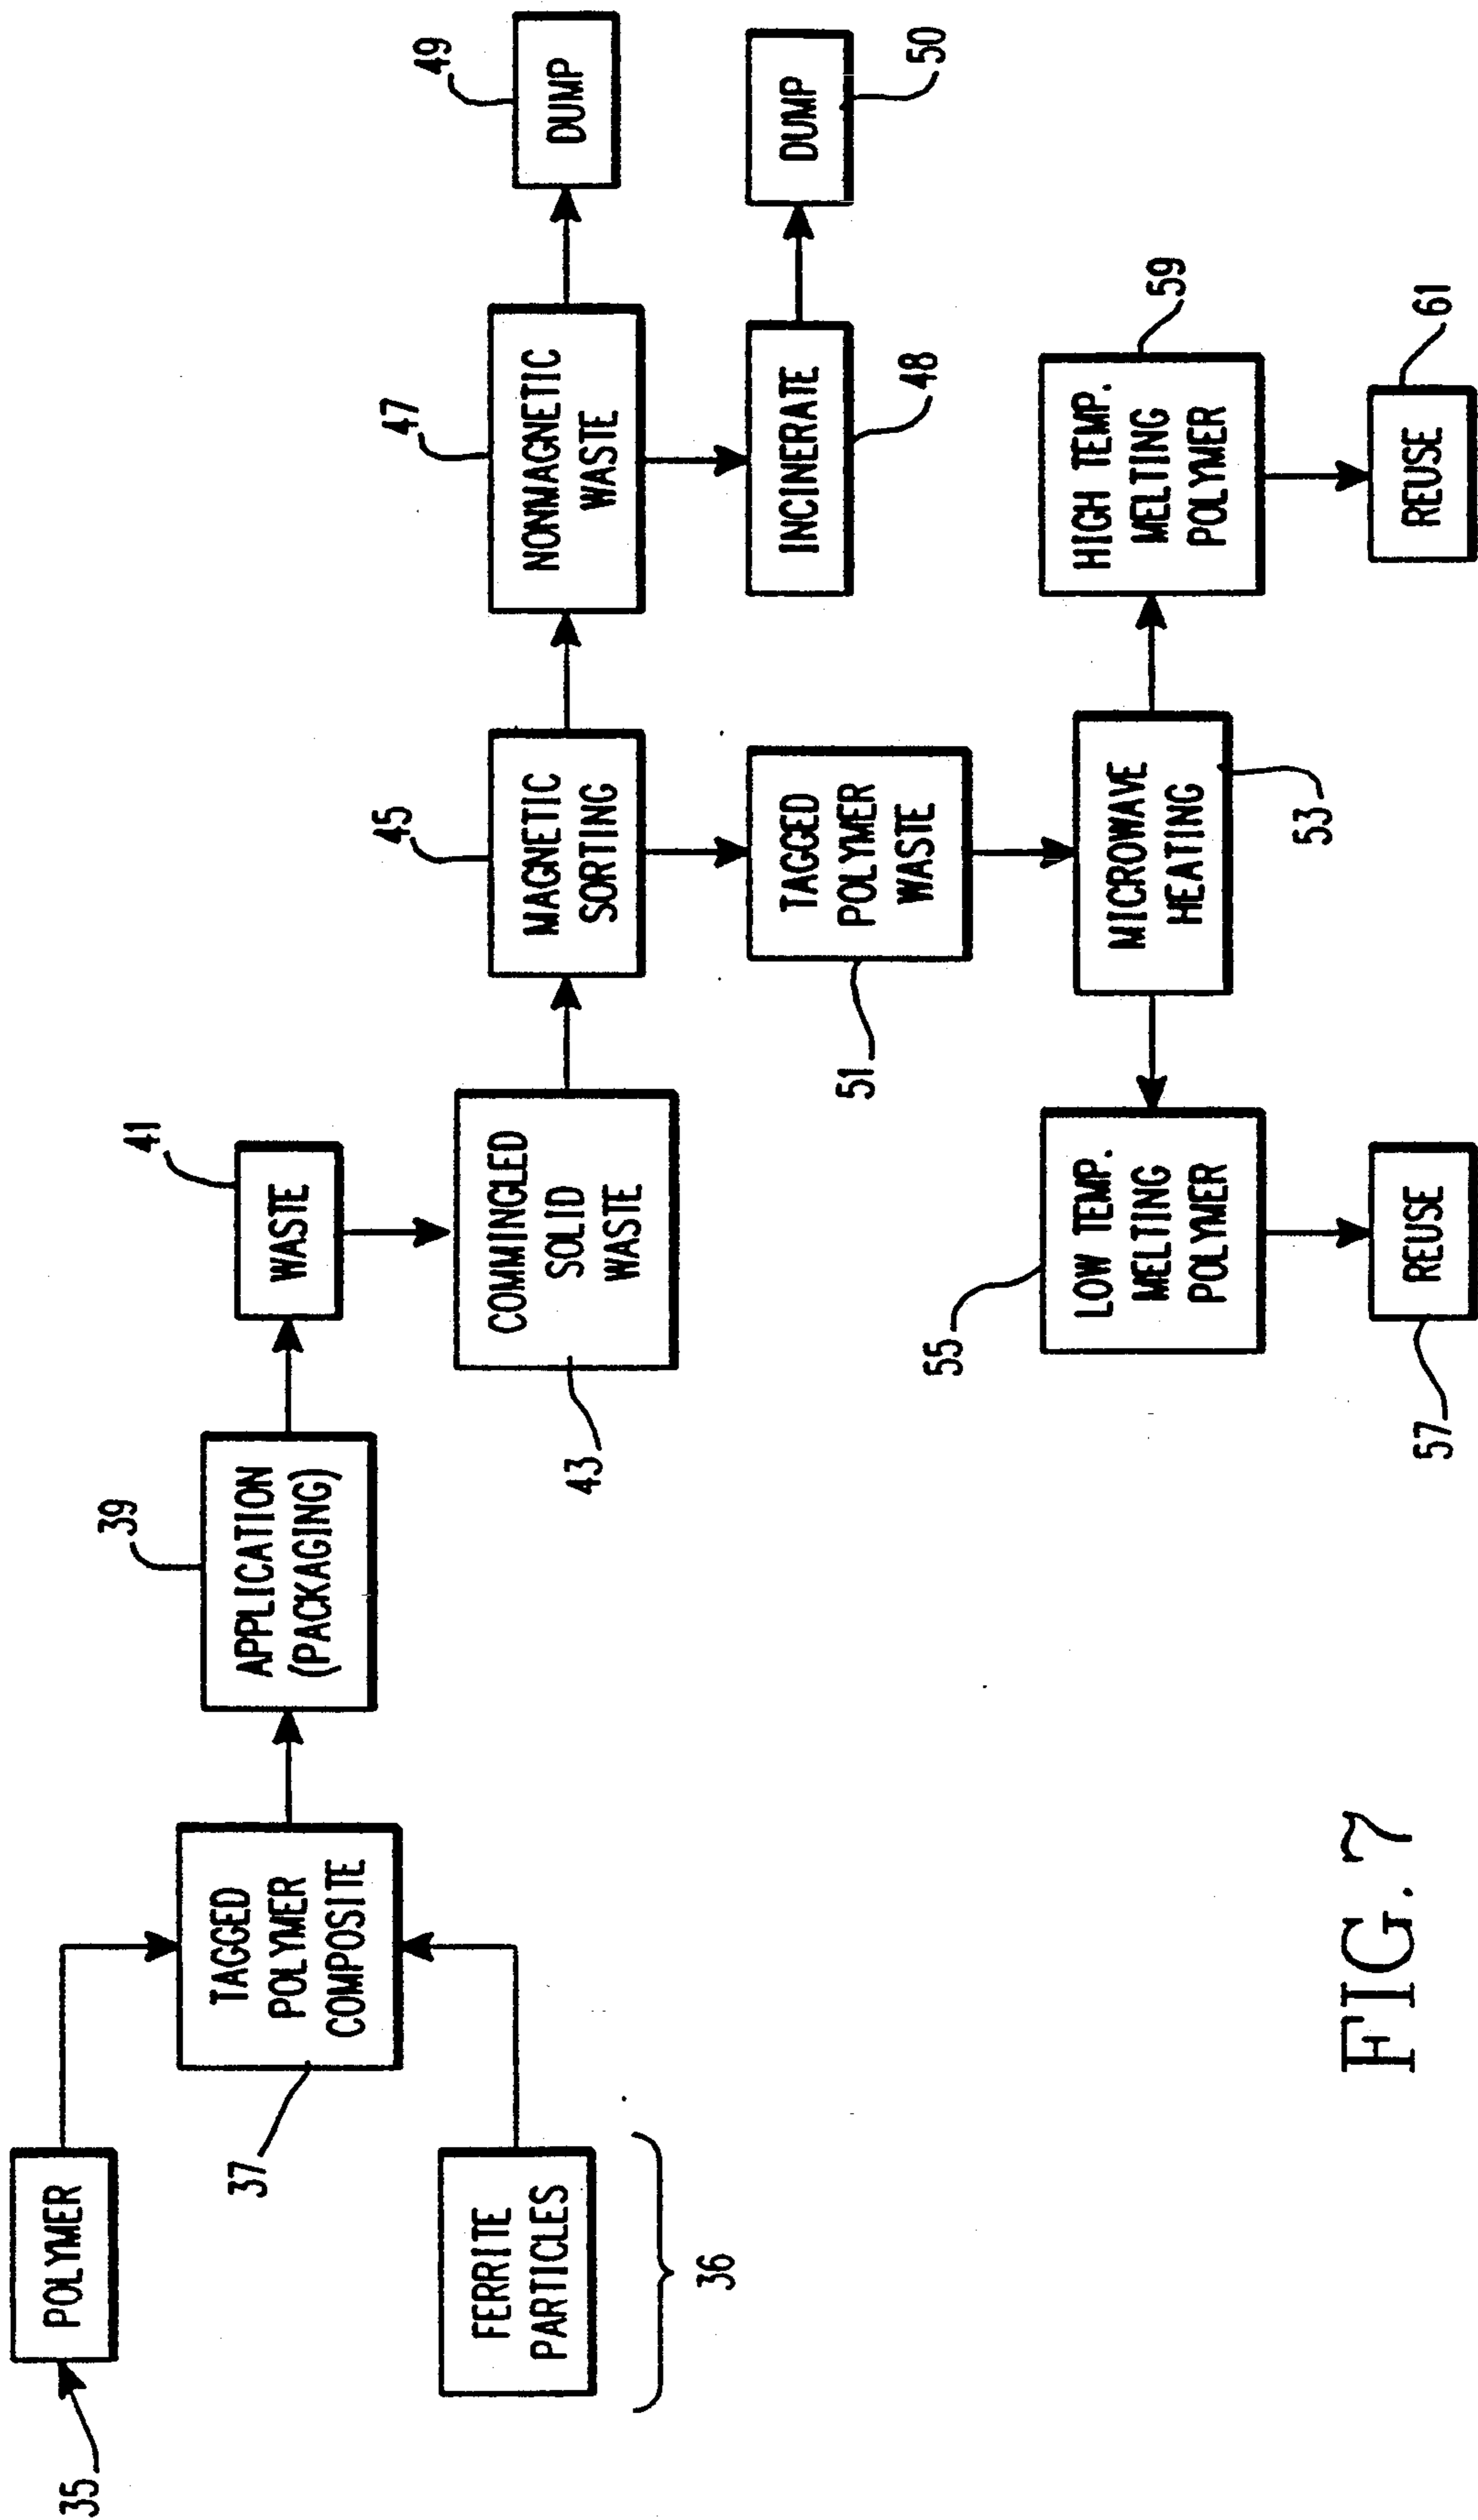 35
POLYMER
FERRITE
PARTICLES
36
37
TAGGED
POLYMER
COMPOSITE
39
APPLICATION
(PACKAGING)
41
WASTE
43
COMMINGLED
SOLID
WASTE
45
MAGNETIC
SORTING
47
NONMAGNETIC
WASTE
49
DUMP
INCINERATE
48
DUMP
50
51
TAGGED
POLYMER
WASTE
MICROWAVE
HEATING
53
55
LOW TEMP.
MELTING
POLYMER
REUSE
57
HIGH TEMP.
MELTING
POLYMER
59
REUSE
61
FIG. 7